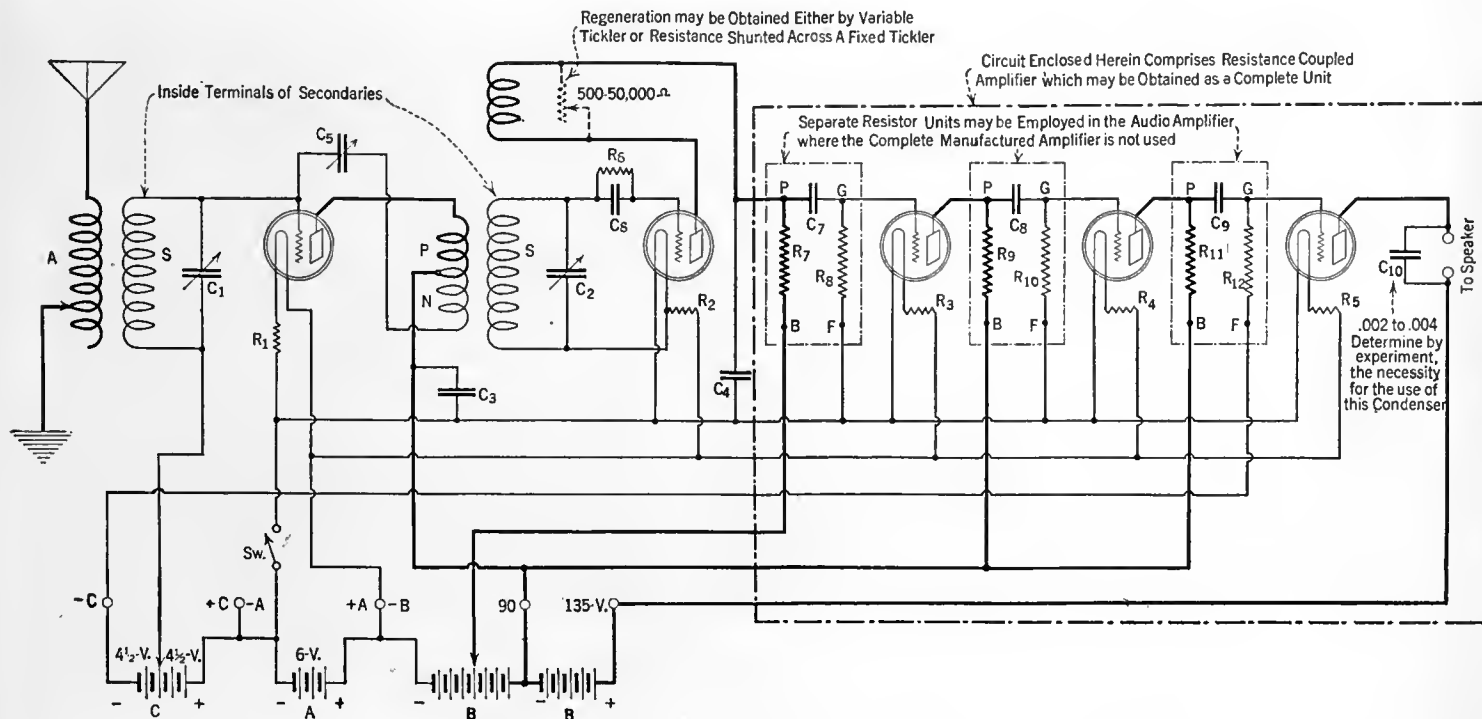 Regeneration may be Obtained Either by Variable
Tickler or Resistance Shunted Across A Fixed Tickler
Circuit Enclosed Herein Comprises Resistance Coupled
Amplifier which may be Obtained as a Complete Unit
Inside Terminals of Secondaries
500-50,000 Ω
Separate Resistor Units may be Employed in the Audio Amplifier
where the Complete Manufactured Amplifier is not used
A
S
C1
C5
R1
P
N
C3
S
C2
R6
C6
R2
C4
P
C7
G
R7
R8
B
F
R3
P
C8
G
R9
R10
B
F
R4
P
C9
G
R11
R12
B
F
R5
C10
To Speaker
.002 to .004
Determine by
experiment,
the necessity
for the use of
this Condenser
Sw.
-C
+C
-A
+A
-B
90
135-V.
4½-V.
4½-V.
6-V.
- C +
- A +
- B
- B +